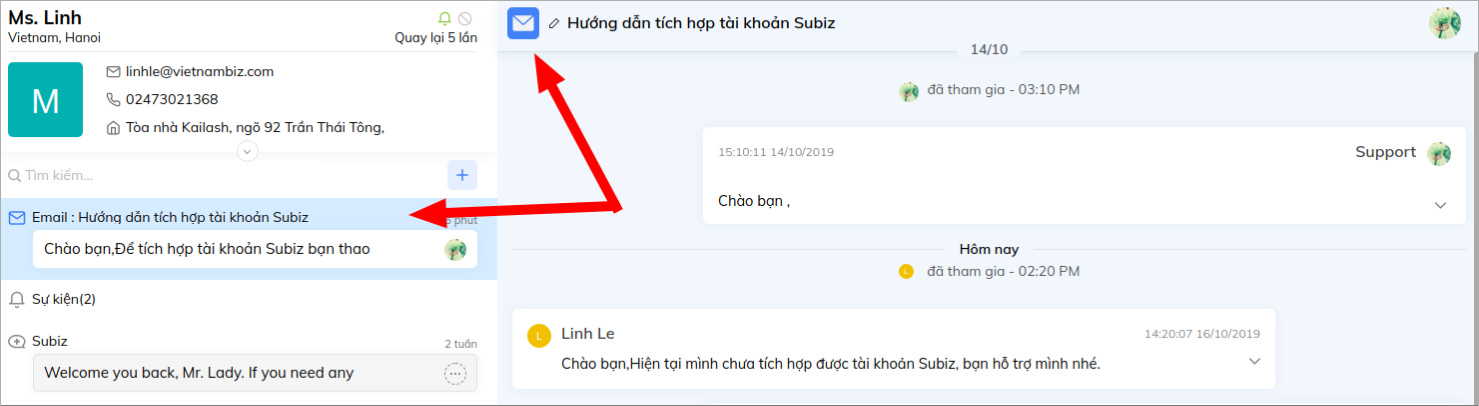 Ms. Linh
Vietnam, Hanoi
Quay lại 5 lần
linhle@vietnambiz.com
02473021368
Tòa nhà Kailash, ngõ 92 Trần Thái Tông,
Tìm kiếm...
Email : Hướng dẫn tích hợp tài khoản Subiz
phút
Chào bạn,Để tích hợp tài khoản Subiz bạn thao
Sự kiện(2)
Subiz
2 tuần
Welcome you back, Mr. Lady. If you need any
M
Hướng dẫn tích hợp tài khoản Subiz
14/10
đã tham gia - 03:10 PM
15:10:11 14/10/2019
Support
Chào bạn ,
Hôm nay
L đã tham gia - 02:20 PM
L Linh Le
14:20:07 16/10/2019
Chào bạn,Hiện tại mình chưa tích hợp được tài khoản Subiz, bạn hỗ trợ mình nhé.